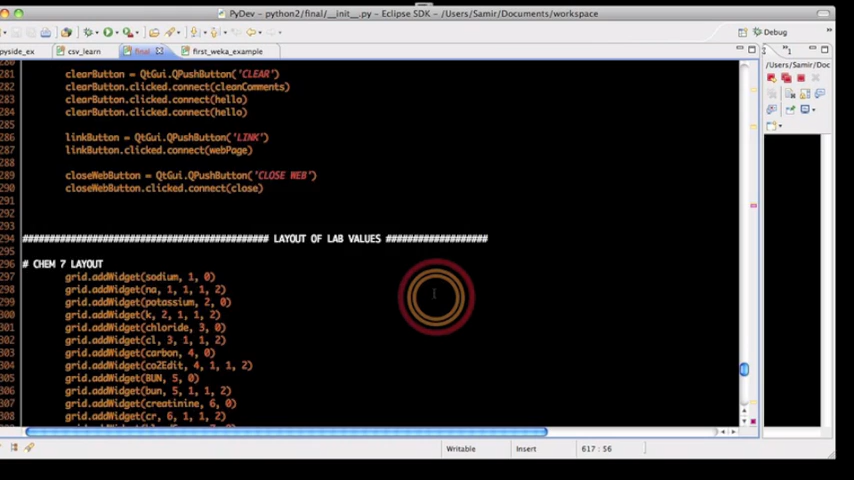 PyDev - python2/final/__init__.py - Eclipse SDK - /Users/Samir/Documents/workspace
Debug
pyside_ex
csv_learn
final
first_weka_example
/Users/Samir/Doc
281 clearButton = QtGui.QPushButton('CLEAR')
282 clearButton.clicked.connect(cleanComments)
283 clearButton.clicked.connect(hello)
284 clearButton.clicked.connect(hello)
285
286 linkButton = QtGui.QPushButton('LINK')
287 linkButton.clicked.connect(webPage)
288
289 closeWebButton = QtGui.QPushButton('CLOSE WEB')
290 closeWebButton.clicked.connect(close)
291
292
293
294 ############################################## LAYOUT OF LAB VALUES ###################
295
296 # CHEM 7 LAYOUT
297 grid.addWidget(sodium, 1, 0)
298 grid.addWidget(na, 1, 1, 1, 2)
299 grid.addWidget(potassium, 2, 0)
300 grid.addWidget(k, 2, 1, 1, 2)
301 grid.addWidget(chloride, 3, 0)
302 grid.addWidget(cl, 3, 1, 1, 2)
303 grid.addWidget(carbon, 4, 0)
304 grid.addWidget(co2Edit, 4, 1, 1, 2)
305 grid.addWidget(BUN, 5, 0)
306 grid.addWidget(bun, 5, 1, 1, 2)
307 grid.addWidget(creatinine, 6, 0)
308 grid.addWidget(cr, 6, 1, 1, 2)
Writable
Insert
617 : 56